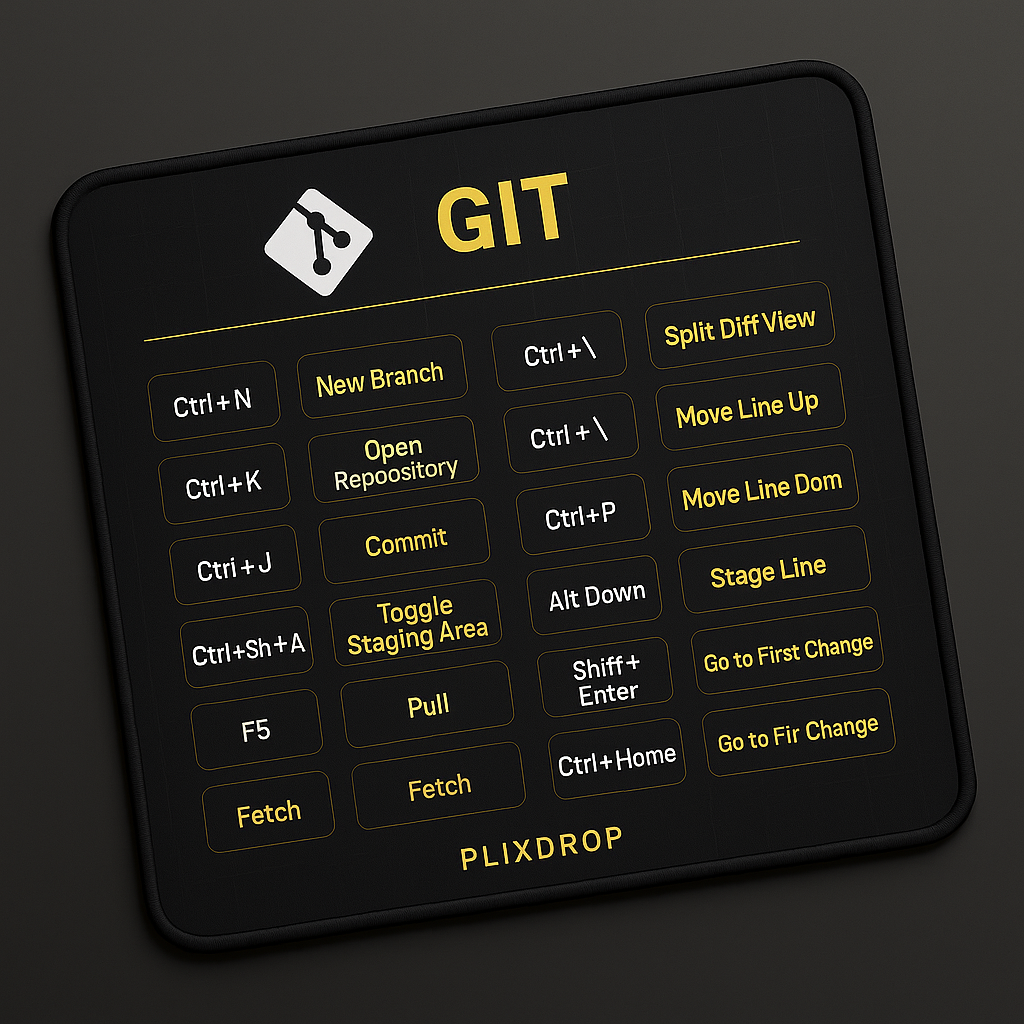 GIT
Ctrl+N
New Branch
Ctrl+\
Split Diff View
Ctrl+K
Open
Repoository
Ctrl+\
Move Line Up
Ctri+J
Commit
Ctrl+P
Move Line Dom
Ctrl+Sh+A
Toggle
Staging Area
Alt Down
Stage Line
F5
Pull
Shiff+
Enter
Go to First Change
Fetch
Fetch
Ctrl+Home
Go to Fir Change
PLIXDROP